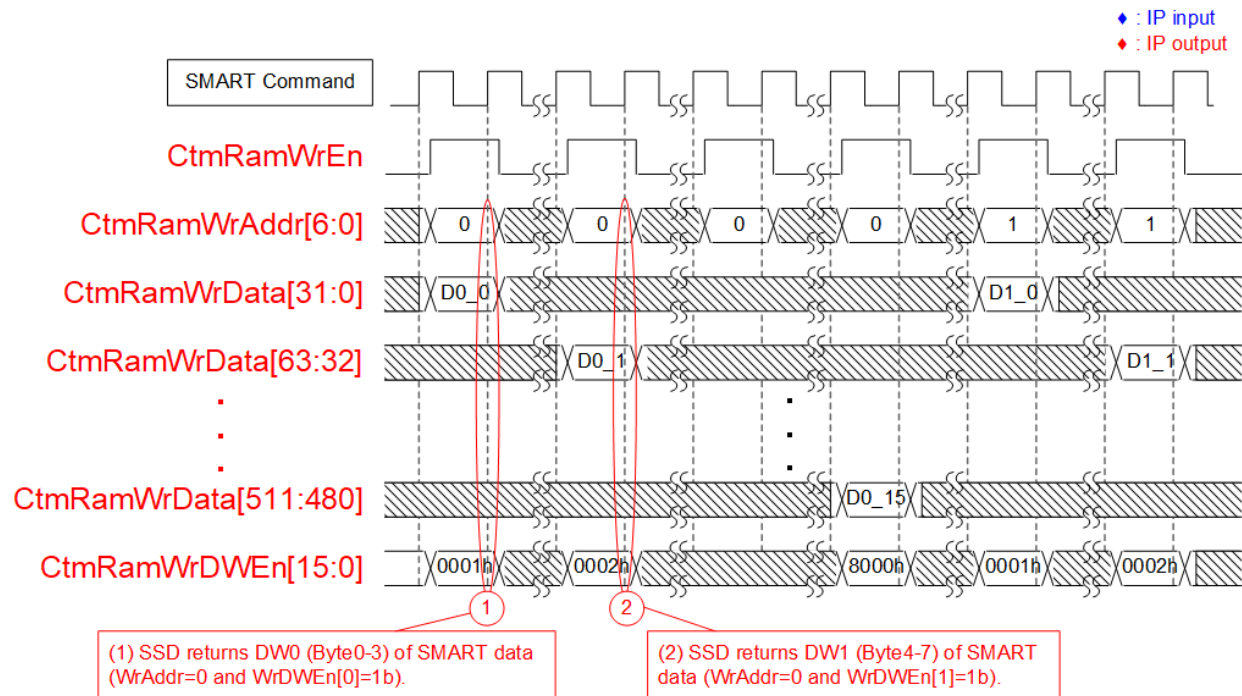 ♦ : IP input
♦ : IP output
SMART Command
CtmRamWrEn
CtmRamWrAddr[6:0]
0 0 0 0 1 1
CtmRamWrData[31:0]
D0_0 D1_0
CtmRamWrData[63:32]
D0_1 D1_1
CtmRamWrData[511:480]
D0_15
CtmRamWrDWEn[15:0]
0001h 0002h 8000h 0001h 0002h
1 2
(1) SSD returns DW0 (Byte0-3) of SMART data
(WrAddr=0 and WrDWEn[0]=1b).
(2) SSD returns DW1 (Byte4-7) of SMART
data (WrAddr=0 and WrDWEn[1]=1b).